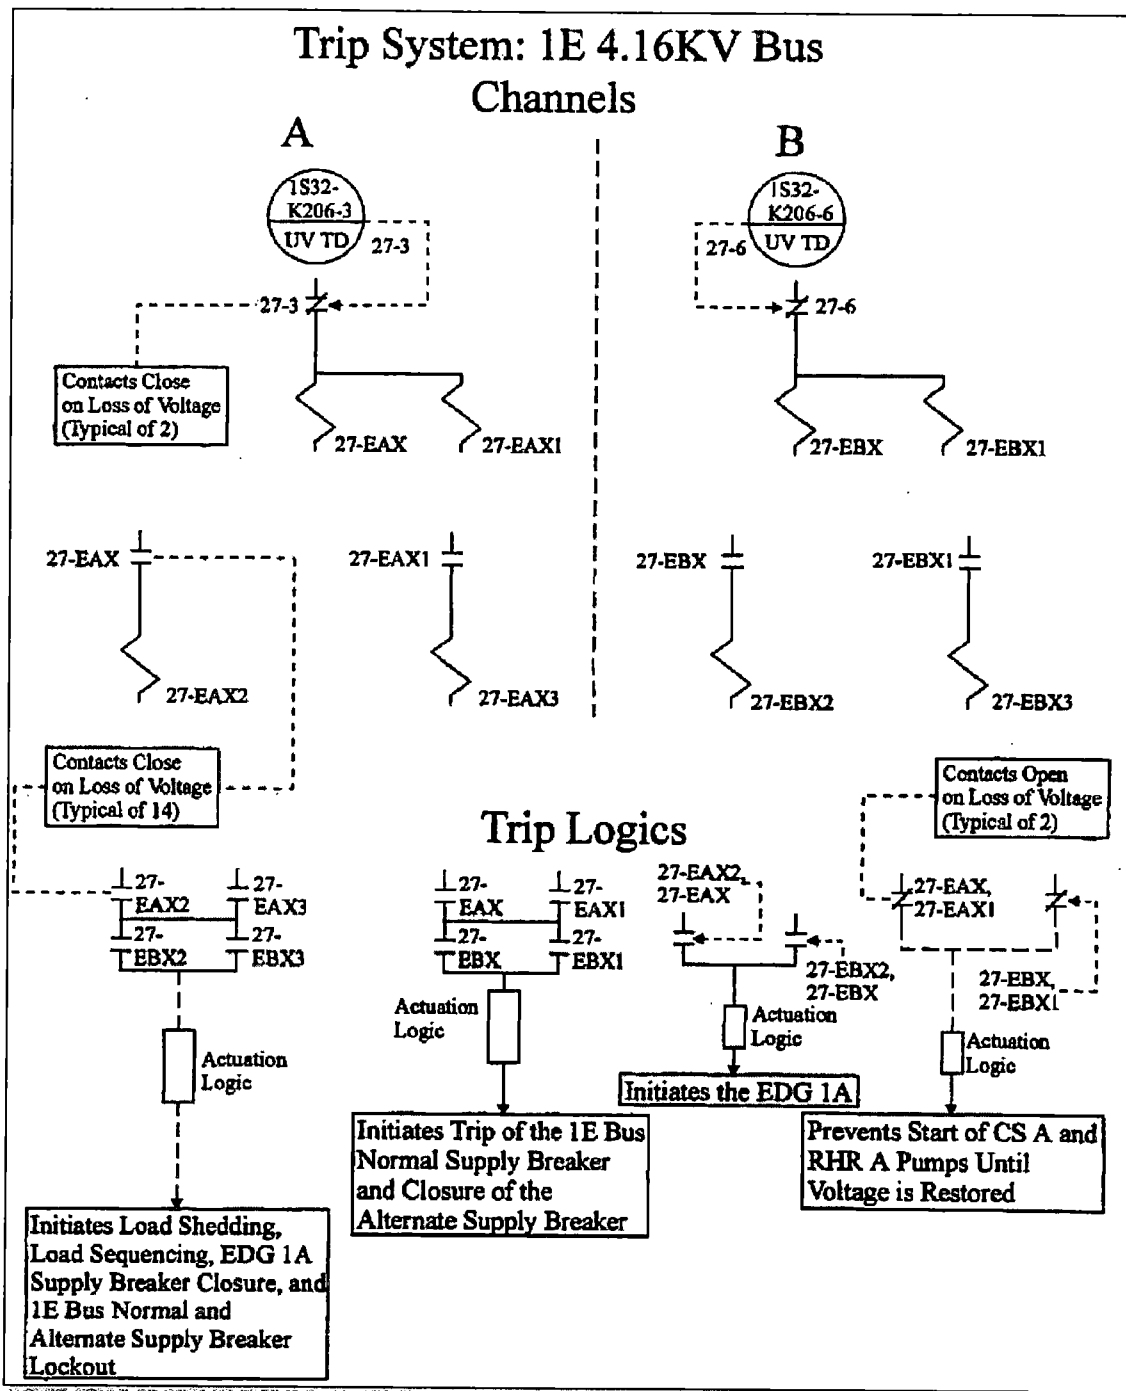 Trip System: 1E 4.16KV Bus
Channels
A
B
1S32-
K206-3
UV TD
27-3
27-3
1S32-
K206-6
UV TD
27-6
27-6
Contacts Close
on Loss of Voltage
(Typical of 2)
27-EAX
27-EAX1
27-EBX
27-EBX1
27-EAX
27-EAX1
27-EBX
27-EBX1
27-EAX2
27-EAX3
27-EBX2
27-EBX3
Contacts Close
on Loss of Voltage
(Typical of 14)
Contacts Open
on Loss of Voltage
(Typical of 2)
Trip Logics
27-
EAX2
27-
EAX3
27-
EBX2
27-
EBX3
Actuation
Logic
Initiates Load Shedding,
Load Sequencing, EDG 1A
Supply Breaker Closure, and
1E Bus Normal and
Alternate Supply Breaker
Lockout
27-
EAX
27-
EAX1
27-
EBX
27-
EBX1
Actuation
Logic
Initiates Trip of the 1E Bus
Normal Supply Breaker
and Closure of the
Alternate Supply Breaker
27-EAX2,
27-EAX
27-EBX2,
27-EBX
Actuation
Logic
Initiates the EDG 1A
27-EAX,
27-EAX1
27-EBX,
27-EBX1
Actuation
Logic
Prevents Start of CS A and
RHR A Pumps Until
Voltage is Restored